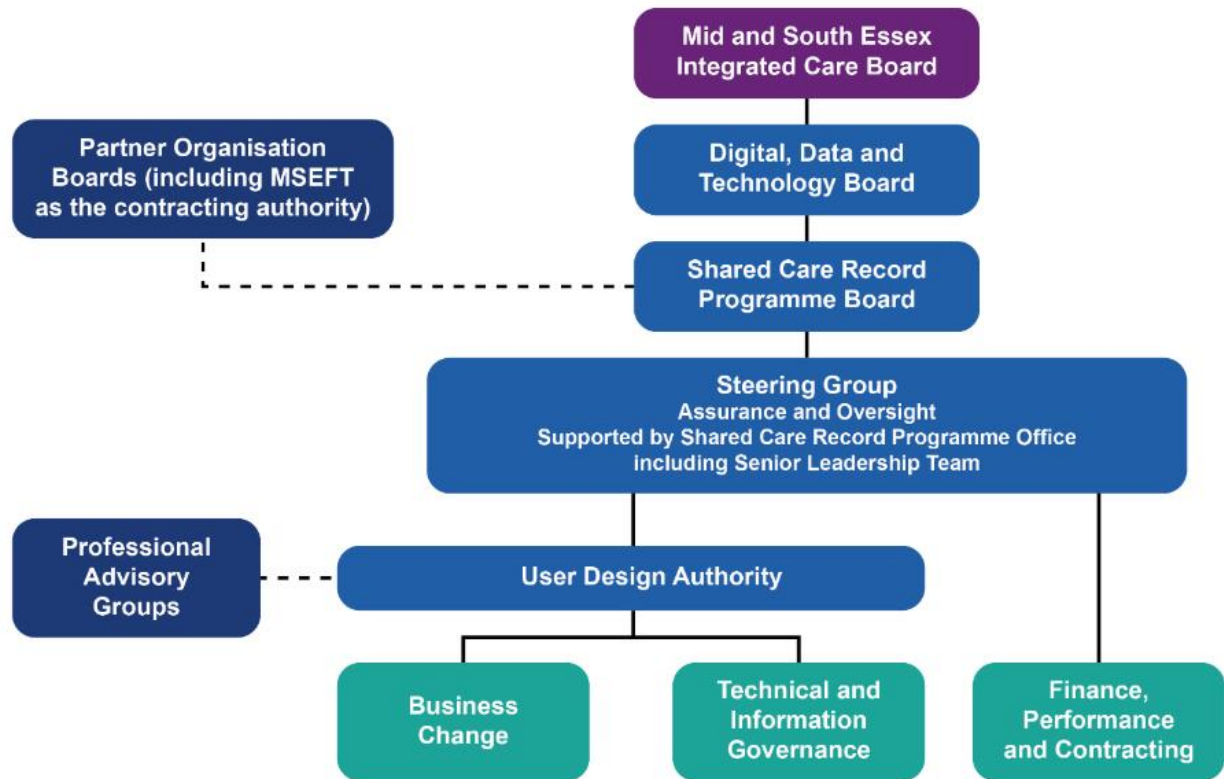 Mid and South Essex
Integrated Care Board
Partner Organisation
Boards (including MSEFT
as the contracting authority)
Digital, Data and
Technology Board
Shared Care Record
Programme Board
Steering Group
Assurance and Oversight
Supported by Shared Care Record Programme Office
including Senior Leadership Team
Professional
Advisory
Groups
User Design Authority
Business
Change
Technical and
Information
Governance
Finance,
Performance
and Contracting